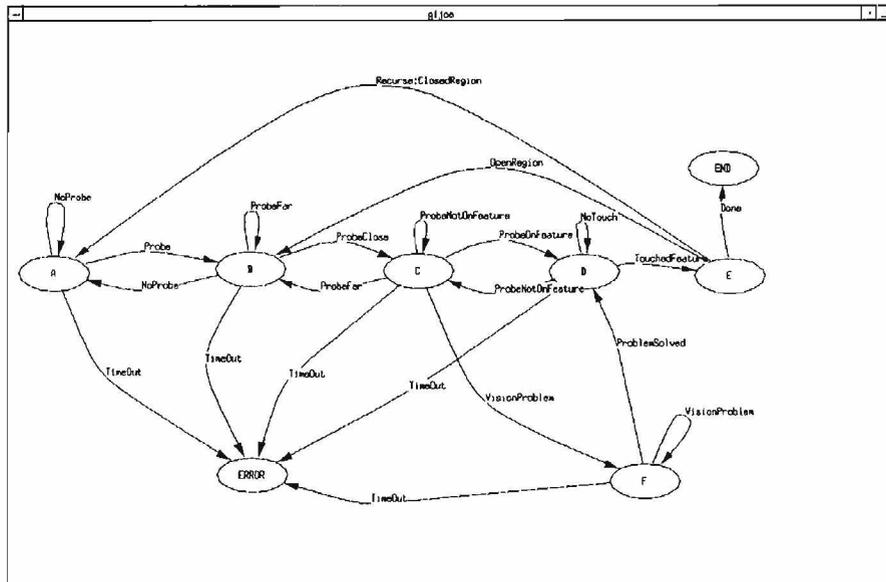 gljoe
Recurse:ClosedRegion
OpenRegion
END
NoProbe
ProbeFar
ProbeNotOnFeature
NoTouch
Done
Probe
ProbeClose
ProbeOnFeature
TouchedFeature
A
B
C
D
E
NoProbe
ProbeFar
ProbeNotOnFeature
ProblemSolved
TimeOut
TimeOut
TimeOut
TimeOut
VisionProblem
VisionProblem
ERROR
F
TimeOut